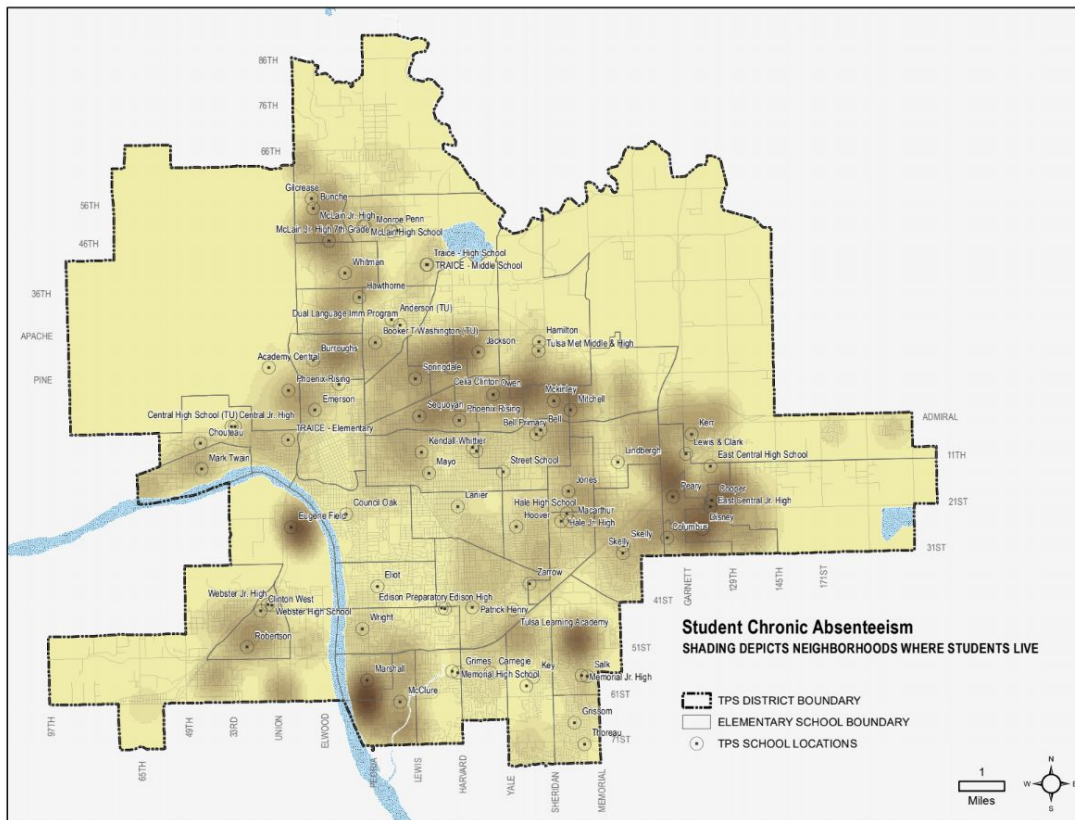 86TH
76TH
66TH
56TH
46TH
36TH
APACHE
PINE
Gilcrease
Bunche
McLain Jr. High
Monroe Penn
McLain Jr. High 7th Grade
McLain High School
Whitman
Traice - High School
TRAICE - Middle School
Hawthorne
Anderson (TU)
Dual Language Imm Program
Booker T Washington (TU)
Hamilton
Tulsa Met Middle & High
Jackson
Burroughs
Academy Central
Springdale
Celia Clinton
Owen
Phoenix Rising
Mckinley
Mitchell
Emerson
Sequoyah
Phoenix Rising
Central High School (TU)
Central Jr. High
Bell
Bell Primary
Kerr
ADMIRAL
Chouteau
TRAICE - Elementary
Kendall-Whittier
Lindbergh
Lewis & Clark
East Central High School
11TH
Mark Twain
Mayo
Street School
Jones
Peary
Cooper
East Central Jr. High
21ST
Council Oak
Lanier
Hale High School
Macarthur
Disney
Eugene Field
Hoover
Hale Jr. High
Skelly
Skelly
Columbus
31ST
Eliot
Zarrow
41ST
GARNETT
129TH
145TH
171ST
Webster Jr. High
Clinton West
Webster High School
Edison Preparatory
Edison High
Patrick Henry
Wright
Tulsa Learning Academy
Robertson
51ST
Marshall
Grimes
Carnegie
Key
Salk
Memorial High School
Memorial Jr. High
McClure
61ST
Grissom
71ST
Thoreau
97TH
65TH
49TH
33RD
UNION
ELWOOD
PEORIA
LEWIS
HARVARD
YALE
SHERIDAN
MEMORIAL
Student Chronic Absenteeism
SHADING DEPICTS NEIGHBORHOODS WHERE STUDENTS LIVE
TPS DISTRICT BOUNDARY
ELEMENTARY SCHOOL BOUNDARY
TPS SCHOOL LOCATIONS
1
Miles
N
W
E
S